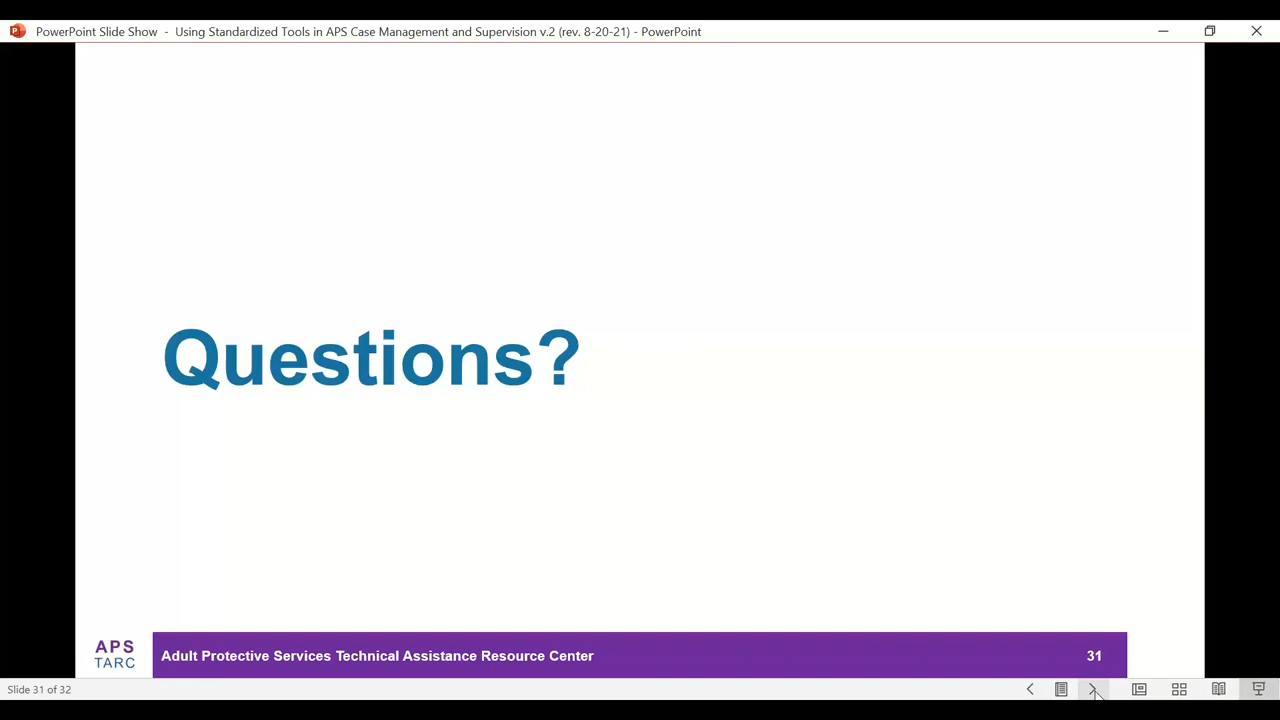 PowerPoint Slide Show - Using Standardized Tools in APS Case Management and Supervision v.2 (rev. 8-20-21) - PowerPoint
Questions?
APS
TARC
Adult Protective Services Technical Assistance Resource Center
31
Slide 31 of 32